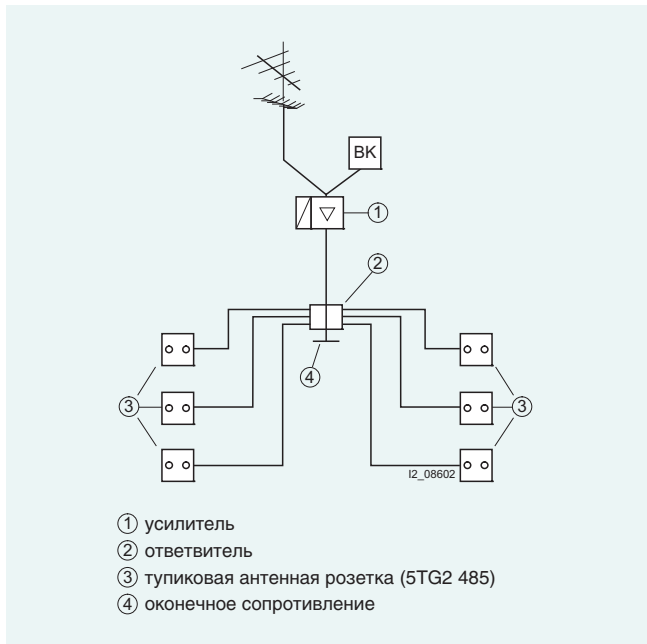 BK
1
2
4
3
3
I2_08602
1 усилитель
2 ответвитель
3 тупиковая антенная розетка (5TG2 485)
4 оконечное сопротивление